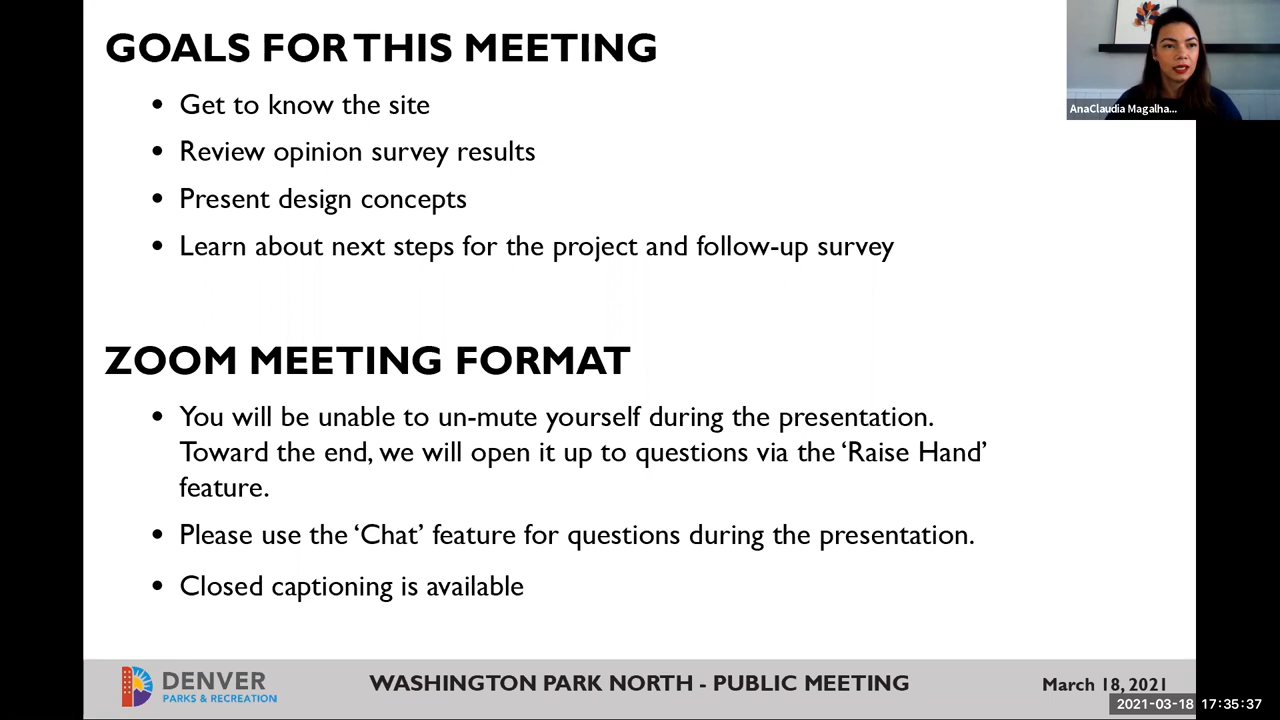 GOALS FOR THIS MEETING
• Get to know the site
• Review opinion survey results
• Present design concepts
• Learn about next steps for the project and follow-up survey
AnaClaudia Magalha...
ZOOM MEETING FORMAT
• You will be unable to un-mute yourself during the presentation.
Toward the end, we will open it up to questions via the ‘Raise Hand’
feature.
• Please use the ‘Chat’ feature for questions during the presentation.
• Closed captioning is available
DENVER
PARKS & RECREATION
WASHINGTON PARK NORTH - PUBLIC MEETING
March 18, 2021
2021-03-18 17:35:37